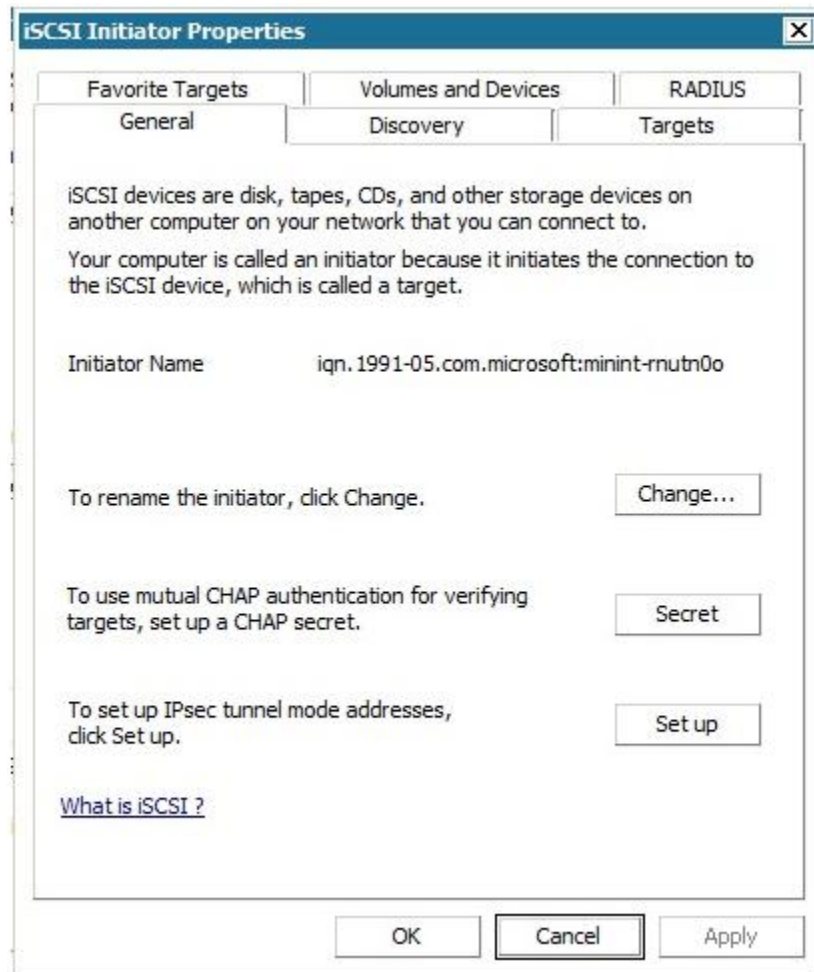 iSCSI Initiator Properties
Favorite Targets
Volumes and Devices
RADIUS
General
Discovery
Targets
iSCSI devices are disk, tapes, CDs, and other storage devices on
another computer on your network that you can connect to.
Your computer is called an initiator because it initiates the connection to
the iSCSI device, which is called a target.
Initiator Name iqn.1991-05.com.microsoft:minint-rnutn0o
To rename the initiator, click Change.
Change...
To use mutual CHAP authentication for verifying
targets, set up a CHAP secret.
Secret
To set up IPsec tunnel mode addresses,
click Set up.
Set up
What is iSCSI ?
OK
Cancel
Apply